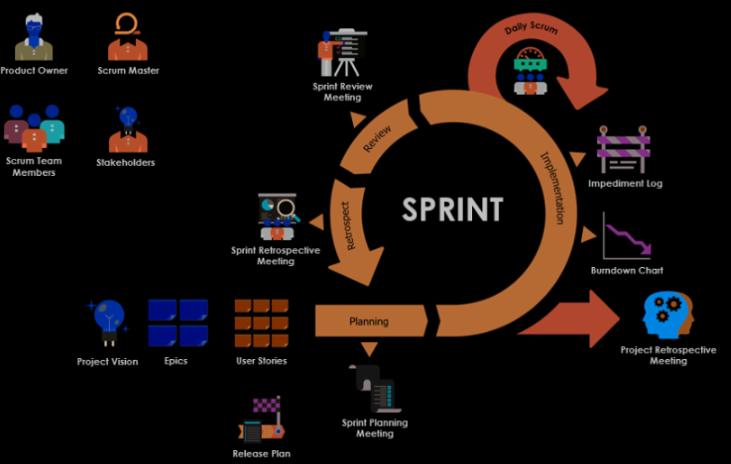 Product Owner
Scrum Master
Scrum Team
Members
Stakeholders
Sprint Review
Meeting
Daily Scrum
Review
Implementation
Impediment Log
SPRINT
Retrospect
Sprint Retrospective
Meeting
Burndown Chart
Project Vision
Epics
User Stories
Planning
Project Retrospective
Meeting
Sprint Planning
Meeting
Release Plan